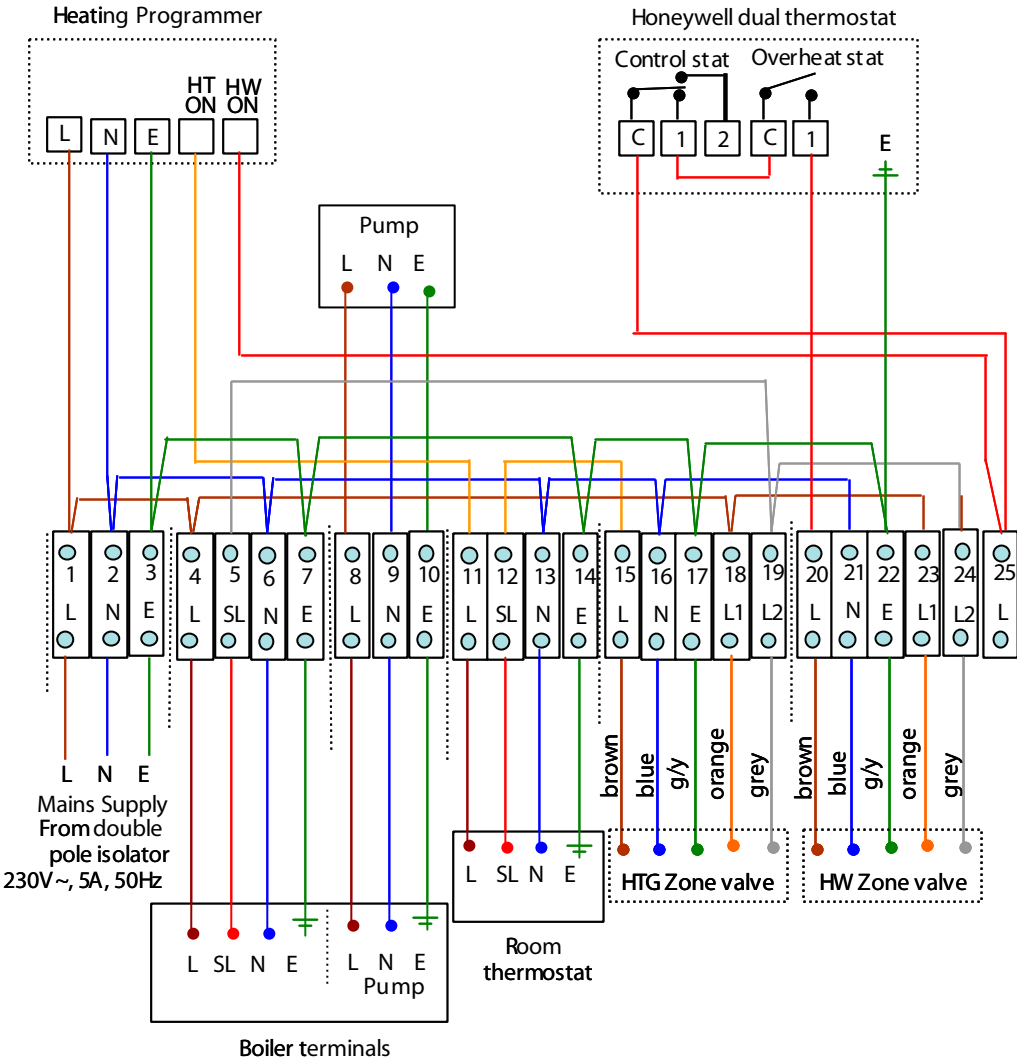 Heating Programmer
Honeywell dual thermostat
Control stat
Overheat stat
HT ON
HW ON
L N E
C 1 2 C 1
E
Pump
L N E
1 2 3 4 5 6 7 8 9 10 11 12 13 14 15 16 17 18 19 20 21 22 23 24 25
L N E L SL N E L N E L SL N E L N E L1 L2 L N E L1 L2 L
brown blue g/y orange grey brown blue g/y orange grey
L N E
Mains Supply
From double
pole isolator
230V ~, 5A, 50Hz
L SL N E
HTG Zone valve
HW Zone valve
Room
thermostat
L SL N E L N E
Pump
Boiler terminals